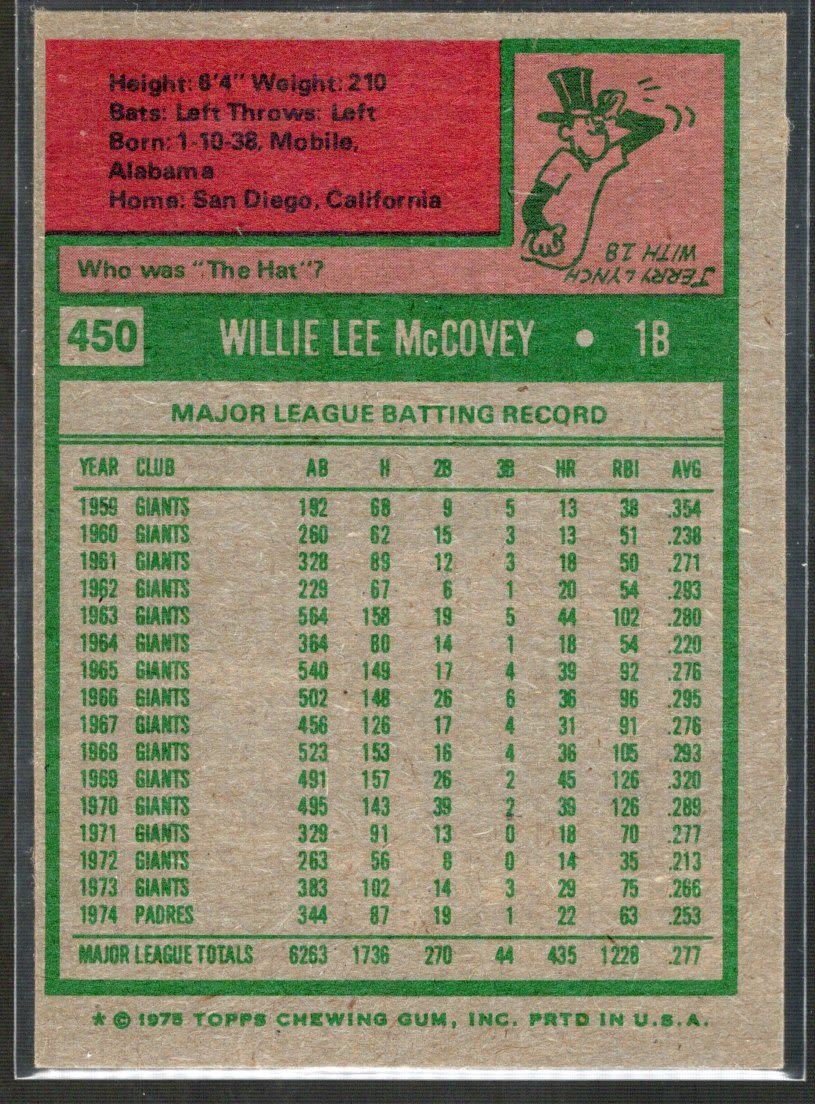 Height: 6'4" Weight: 210
Bats: Left Throws: Left
Born: 1-10-38, Mobile,
Alabama
Home: San Diego, California
Who was "The Hat"?
JERRY LYNCH
WITH 18
450 WILLIE LEE McCOVEY • 1B
MAJOR LEAGUE BATTING RECORD
YEAR CLUB AB H 2B 3B HR RBI AVG
1959 GIANTS 192 68 9 5 13 38 .354
1960 GIANTS 260 62 15 3 13 51 .238
1961 GIANTS 328 89 12 3 18 50 .271
1962 GIANTS 229 67 6 1 20 54 .293
1963 GIANTS 564 158 19 5 44 102 .280
1964 GIANTS 364 80 14 1 18 54 .220
1965 GIANTS 540 149 17 4 39 92 .276
1966 GIANTS 502 148 26 6 36 96 .295
1967 GIANTS 456 126 17 4 31 91 .276
1968 GIANTS 523 153 16 4 36 105 .293
1969 GIANTS 491 157 26 2 45 126 .320
1970 GIANTS 495 143 39 2 39 126 .289
1971 GIANTS 329 91 13 0 18 70 .277
1972 GIANTS 263 56 8 0 14 35 .213
1973 GIANTS 383 102 14 3 29 75 .266
1974 PADRES 344 87 19 1 22 63 .253
MAJOR LEAGUE TOTALS 6263 1736 270 44 435 1228 .277
* © 1975 TOPPS CHEWING GUM, INC. PRTD IN U.S.A.